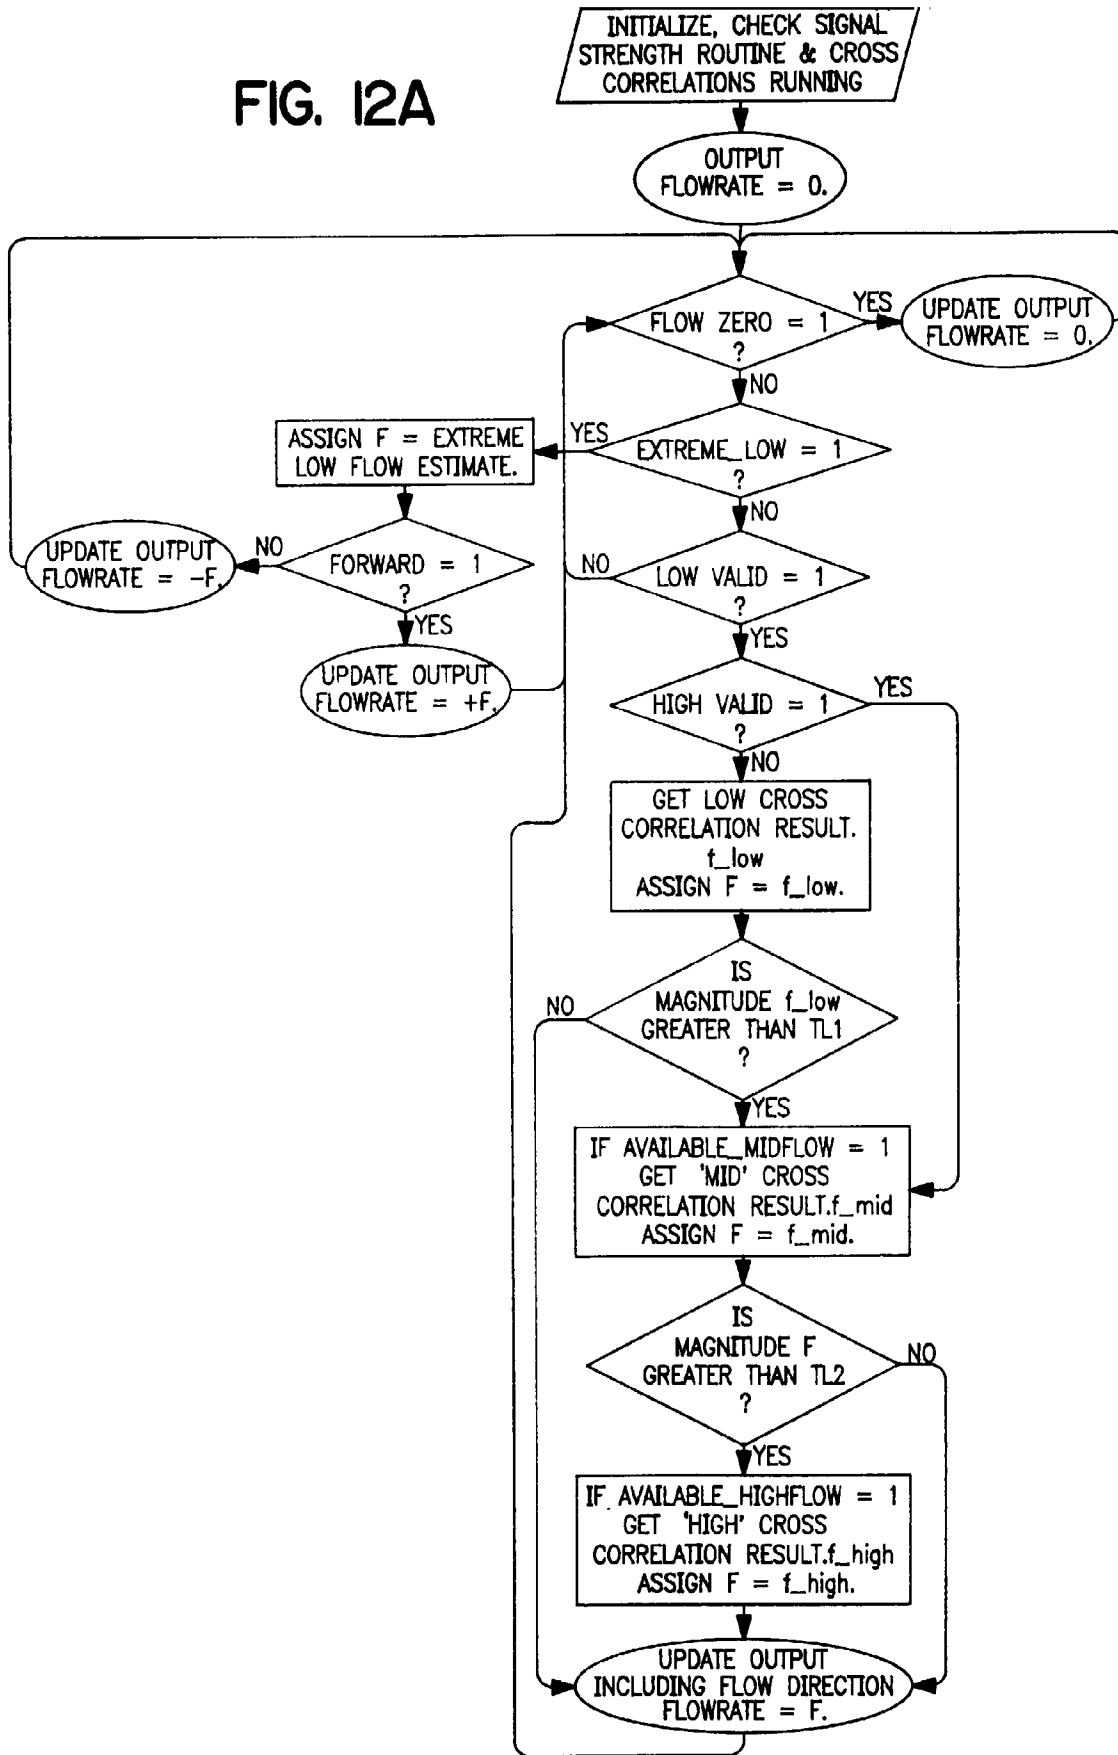 INITIALIZE, CHECK SIGNAL
STRENGTH ROUTINE & CROSS
CORRELATIONS RUNNING
FIG. 12A
OUTPUT
FLOWRATE = 0.
FLOW ZERO = 1
?
YES
UPDATE OUTPUT
FLOWRATE = 0.
NO
EXTREME_LOW = 1
?
YES
ASSIGN F = EXTREME
LOW FLOW ESTIMATE.
NO
FORWARD = 1
?
NO
UPDATE OUTPUT
FLOWRATE = -F.
YES
UPDATE OUTPUT
FLOWRATE = +F.
LOW VALID = 1
?
NO
YES
HIGH VALID = 1
?
YES
NO
GET LOW CROSS
CORRELATION RESULT.
f_low
ASSIGN F = f_low.
IS
MAGNITUDE f_low
GREATER THAN TL1
?
NO
YES
IF AVAILABLE_MIDFLOW = 1
GET 'MID' CROSS
CORRELATION RESULT.f_mid
ASSIGN F = f_mid.
IS
MAGNITUDE F
GREATER THAN TL2
?
NO
YES
IF AVAILABLE_HIGHFLOW = 1
GET 'HIGH' CROSS
CORRELATION RESULT.f_high
ASSIGN F = f_high.
UPDATE OUTPUT
INCLUDING FLOW DIRECTION
FLOWRATE = F.